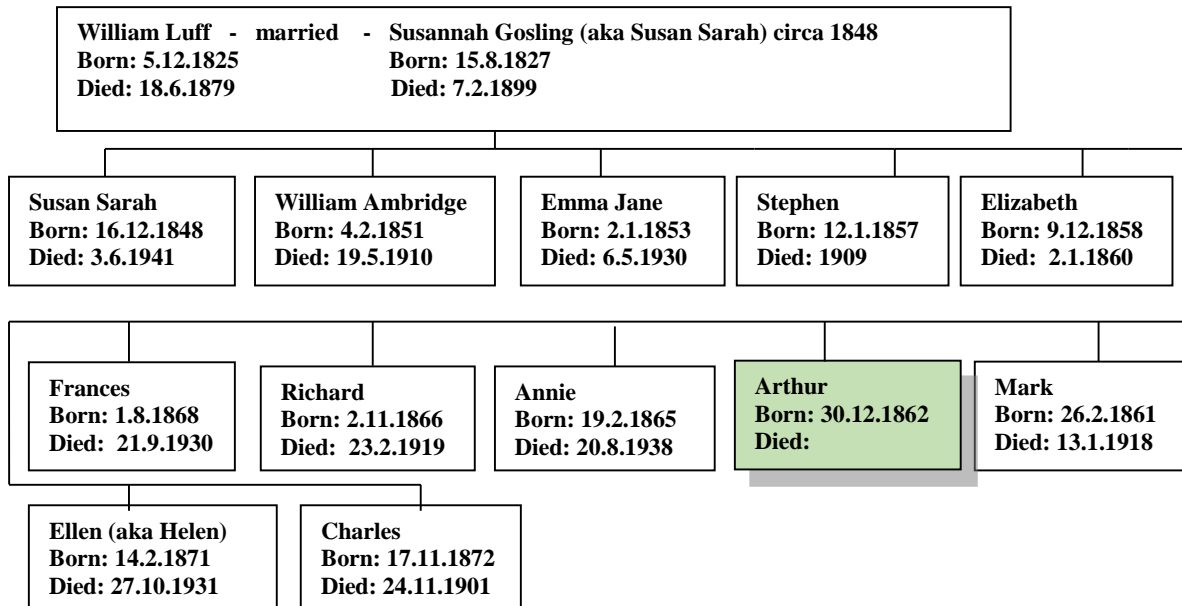 William Luff - married - Susannah Gosling (aka Susan Sarah) circa 1848
Born: 5.12.1825 Born: 15.8.1827
Died: 18.6.1879 Died: 7.2.1899
Susan Sarah
Born: 16.12.1848
Died: 3.6.1941
William Ambridge
Born: 4.2.1851
Died: 19.5.1910
Emma Jane
Born: 2.1.1853
Died: 6.5.1930
Stephen
Born: 12.1.1857
Died: 1909
Elizabeth
Born: 9.12.1858
Died: 2.1.1860
Frances
Born: 1.8.1868
Died: 21.9.1930
Richard
Born: 2.11.1866
Died: 23.2.1919
Annie
Born: 19.2.1865
Died: 20.8.1938
Arthur
Born: 30.12.1862
Died:
Mark
Born: 26.2.1861
Died: 13.1.1918
Ellen (aka Helen)
Born: 14.2.1871
Died: 27.10.1931
Charles
Born: 17.11.1872
Died: 24.11.1901